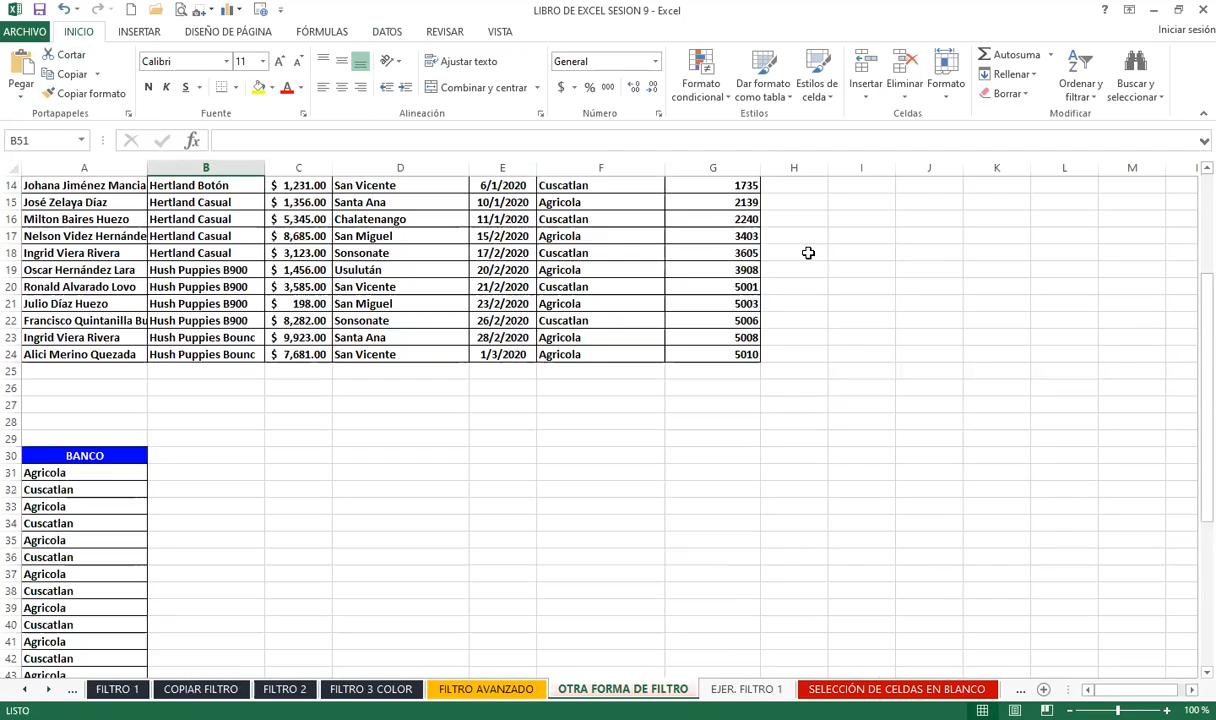 LIBRO DE EXCEL SESION 9 - Excel
ARCHIVO INICIO INSERTAR DISEÑO DE PÁGINA FÓRMULAS DATOS REVISAR VISTA Iniciar sesión
Pegar Cortar Copiar Copiar formato Portapapeles
Calibri 11 N K S Fuente
Ajustar texto Combinar y centrar Alineación
General $ % 000 Número
Formato condicional Dar formato como tabla Estilos de celda Estilos
Insertar Eliminar Formato Celdas
Autosuma Rellenar Borrar Ordenar y filtrar Buscar y seleccionar Modificar
B51 fx
A B C D E F G H I J K L M
14 Johana Jiménez Mancia Hertland Botón $ 1,231.00 San Vicente 6/1/2020 Cuscatlan 1735
15 José Zelaya Díaz Hertland Casual $ 1,356.00 Santa Ana 10/1/2020 Agricola 2139
16 Milton Baires Huezo Hertland Casual $ 5,345.00 Chalatenango 11/1/2020 Cuscatlan 2240
17 Nelson Videz Hernánde Hertland Casual $ 8,685.00 San Miguel 15/2/2020 Agricola 3403
18 Ingrid Viera Rivera Hertland Casual $ 3,123.00 Sonsonate 17/2/2020 Cuscatlan 3605
19 Oscar Hernández Lara Hush Puppies B900 $ 1,456.00 Usulután 20/2/2020 Agricola 3908
20 Ronald Alvarado Lovo Hush Puppies B900 $ 3,585.00 San Vicente 21/2/2020 Cuscatlan 5001
21 Julio Díaz Huezo Hush Puppies B900 $ 198.00 San Miguel 23/2/2020 Agricola 5003
22 Francisco Quintanilla Bu Hush Puppies B900 $ 8,282.00 Sonsonate 26/2/2020 Cuscatlan 5006
23 Ingrid Viera Rivera Hush Puppies Bounc $ 9,923.00 Santa Ana 28/2/2020 Agricola 5008
24 Alici Merino Quezada Hush Puppies Bounc $ 7,681.00 San Vicente 1/3/2020 Cuscatlan 5010
25
26
27
28
29
30 BANCO
31 Agricola
32 Cuscatlan
33 Agricola
34 Cuscatlan
35 Agricola
36 Cuscatlan
37 Agricola
38 Cuscatlan
39 Agricola
40 Cuscatlan
41 Agricola
42 Cuscatlan
43 Agricola
... FILTRO 1 COPIAR FILTRO FILTRO 2 FILTRO 3 COLOR FILTRO AVANZADO OTRA FORMA DE FILTRO EJER. FILTRO 1 SELECCIÓN DE CELDAS EN BLANCO ...
LISTO 100 %